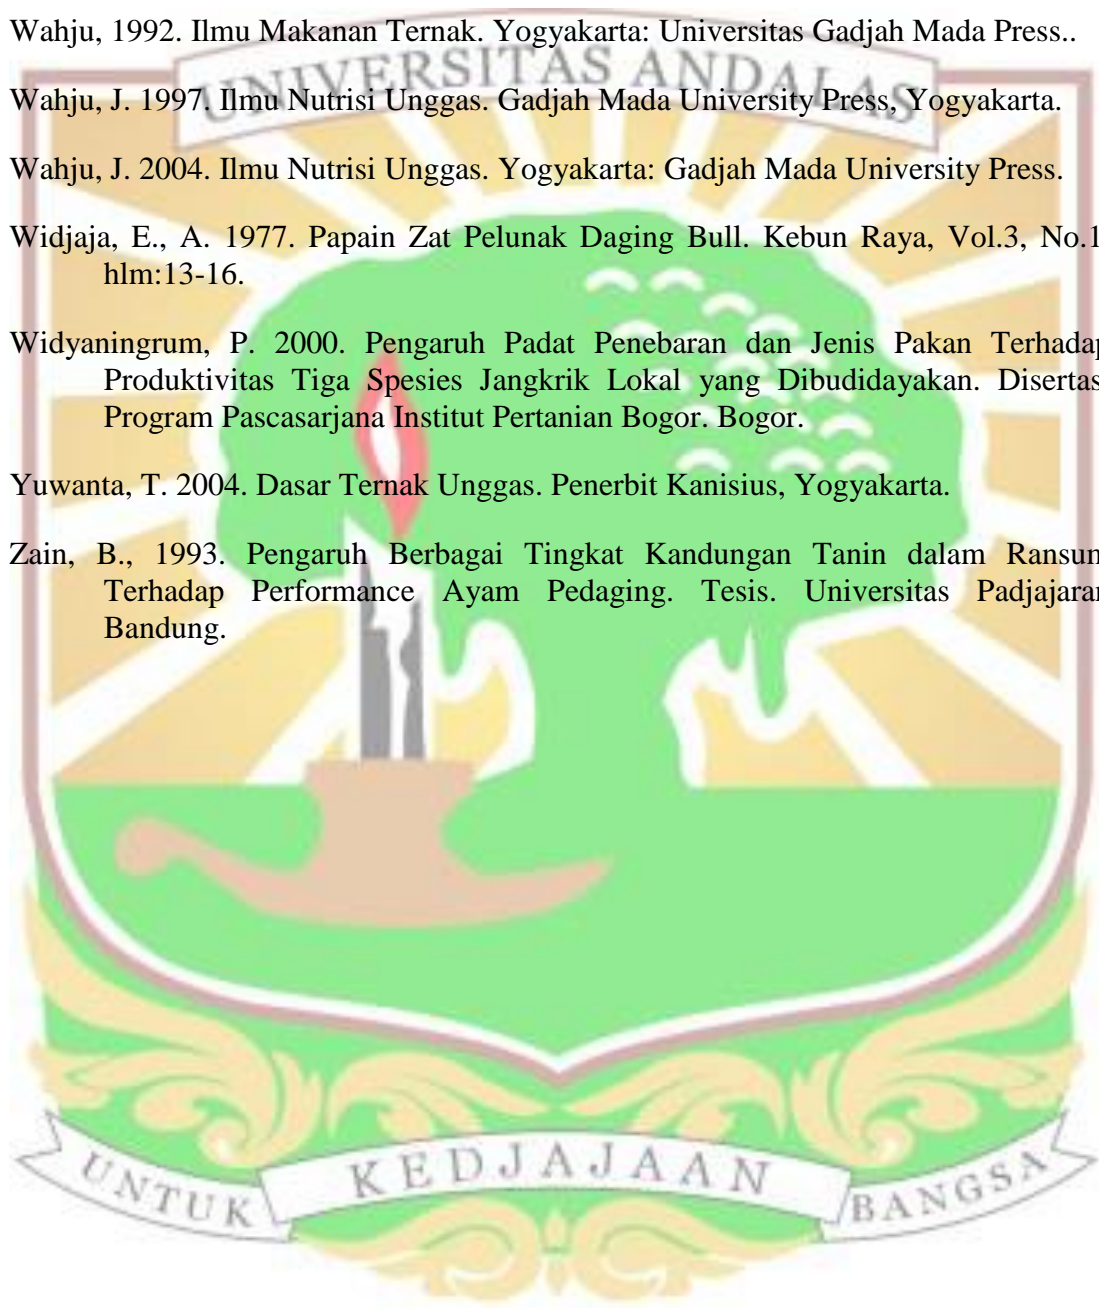 Wahju, 1992. Ilmu Makanan Ternak. Yogyakarta: Universitas Gadjah Mada Press..
UNIVERSITAS ANDALAS
Wahju, J. 1997. Ilmu Nutrisi Unggas. Gadjah Mada University Press, Yogyakarta.
Wahju, J. 2004. Ilmu Nutrisi Unggas. Yogyakarta: Gadjah Mada University Press.
Widjaja, E., A. 1977. Papain Zat Pelunak Daging Bull. Kebun Raya, Vol.3, No.1
hlm:13-16.
Widyaningrum, P. 2000. Pengaruh Padat Penebaran dan Jenis Pakan Terhadap
Produktivitas Tiga Spesies Jangkrik Lokal yang Dibudidayakan. Disertas
Program Pascasarjana Institut Pertanian Bogor. Bogor.
Yuwanta, T. 2004. Dasar Ternak Unggas. Penerbit Kanisius, Yogyakarta.
Zain, B., 1993. Pengaruh Berbagai Tingkat Kandungan Tanin dalam Ransum
Terhadap Performance Ayam Pedaging. Tesis. Universitas Padjajaran
Bandung.
UNTUK KEDJAJAAN BANGSA